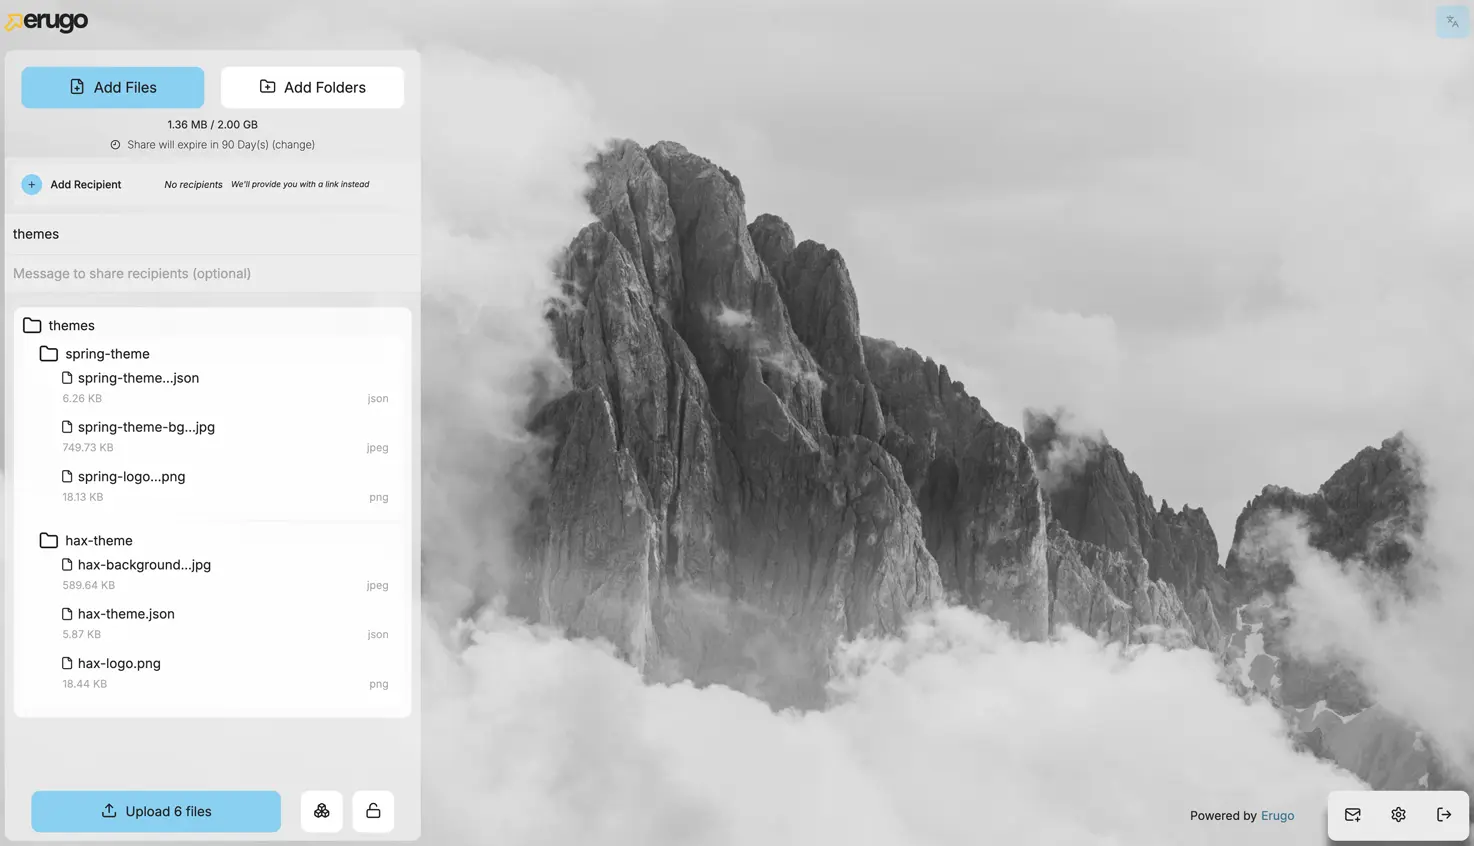 erugo
Add Files
Add Folders
1.36 MB / 2.00 GB
Share will expire in 90 Day(s) (change)
+ Add Recipient No recipients We'll provide you with a link instead
themes
Message to share recipients (optional)
themes
spring-theme
spring-theme...json
6.26 KB json
spring-theme-bg...jpg
749.73 KB jpeg
spring-logo...png
18.13 KB png
hax-theme
hax-background...jpg
589.64 KB jpeg
hax-theme.json
5.87 KB json
hax-logo.png
18.44 KB png
Upload 6 files
Powered by Erugo